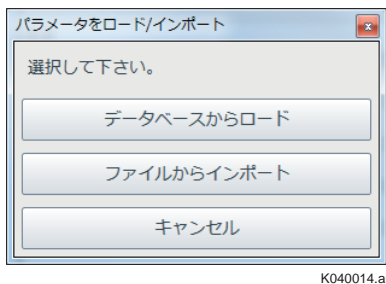 パラメータをロード/インポート
選択して下さい。
データベースからロード
ファイルからインポート
キャンセル
K040014.a